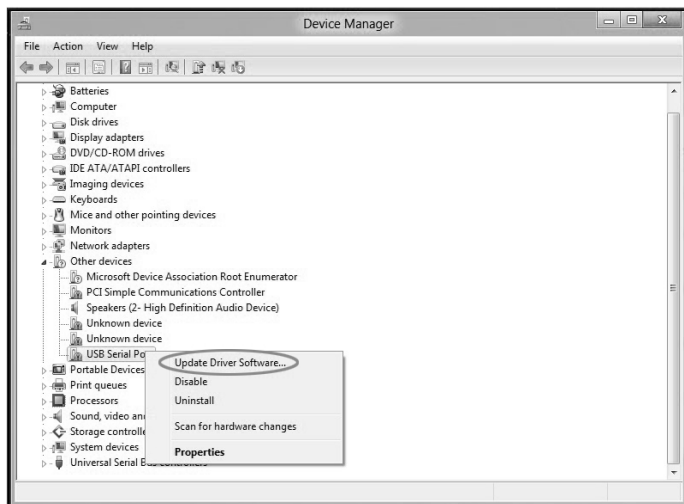 Device Manager
File Action View Help
Batteries
Computer
Disk drives
Display adapters
DVD/CD-ROM drives
IDE ATA/ATAPI controllers
Imaging devices
Keyboards
Mice and other pointing devices
Monitors
Network adapters
Other devices
Microsoft Device Association Root Enumerator
PCI Simple Communications Controller
Speakers (2- High Definition Audio Device)
Unknown device
Unknown device
USB Serial Po
Update Driver Software...
Portable Devices
Disable
Print queues
Uninstall
Processors
Sound, video an
Scan for hardware changes
Storage controlle
System devices
Properties
Universal Serial B